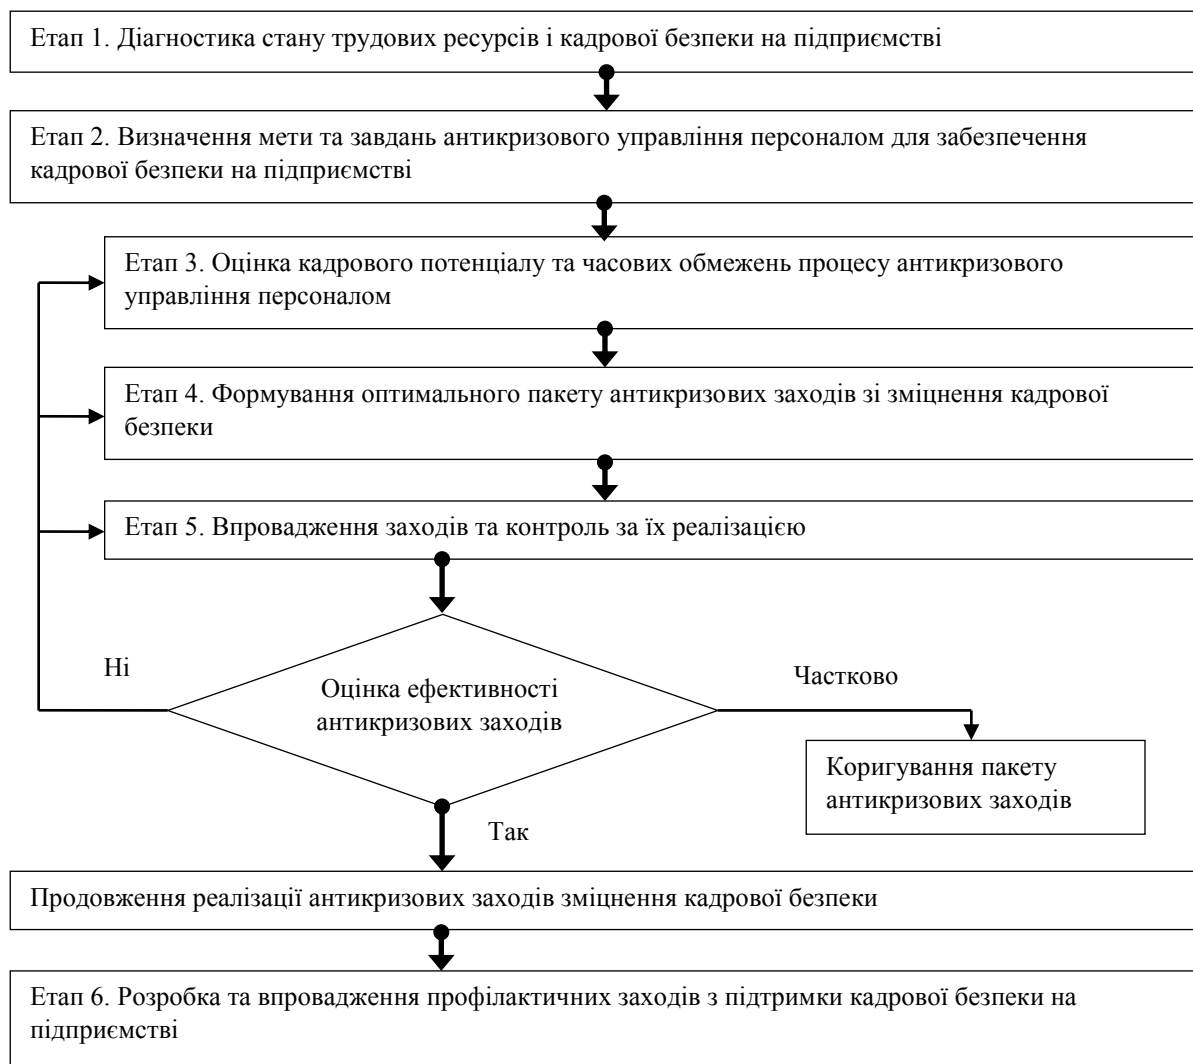 Етап 1. Діагностика стану трудових ресурсів і кадрової безпеки на підприємстві
Етап 2. Визначення мети та завдань антикризового управління персоналом для забезпечення
кадрової безпеки на підприємстві
Етап 3. Оцінка кадрового потенціалу та часових обмежень процесу антикризового
управління персоналом
Етап 4. Формування оптимального пакету антикризових заходів зі зміцнення кадрової
безпеки
Етап 5. Впровадження заходів та контроль за їх реалізацією
Ні
Оцінка ефективності
антикризових заходів
Частково
Коригування пакету
антикризових заходів
Так
Продовження реалізації антикризових заходів зміцнення кадрової безпеки
Етап 6. Розробка та впровадження профілактичних заходів з підтримки кадрової безпеки на
підприємстві